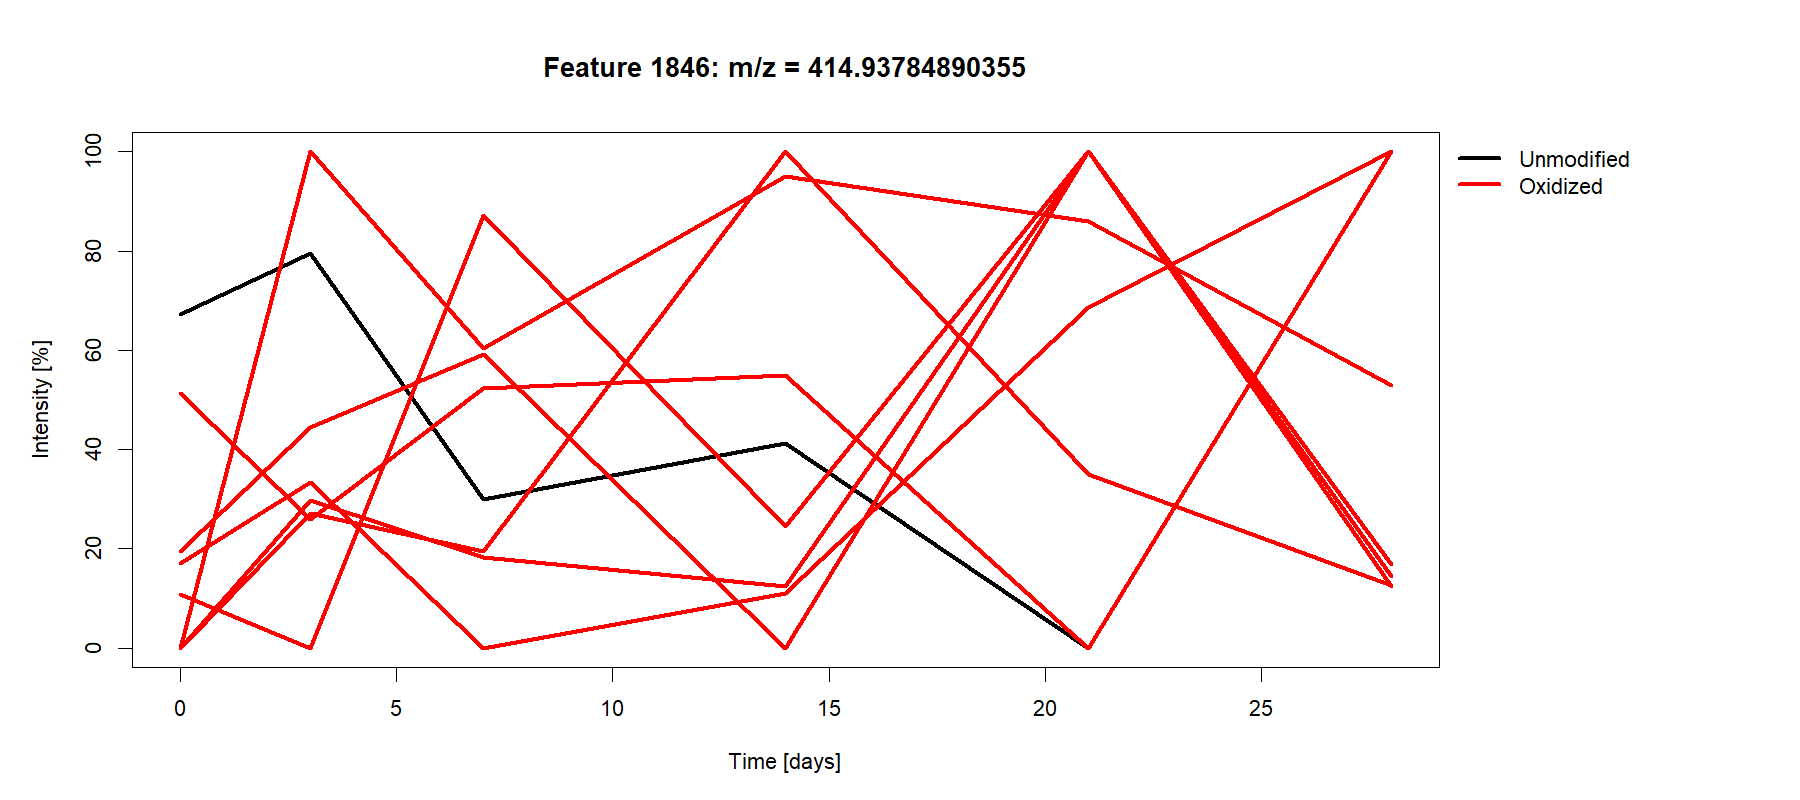 Feature 1846: m/z = 414.93784890355
Unmodified
Oxidized
Intensity [%]
100
80
60
40
20
0
0 5 10 15 20 25
Time [days]